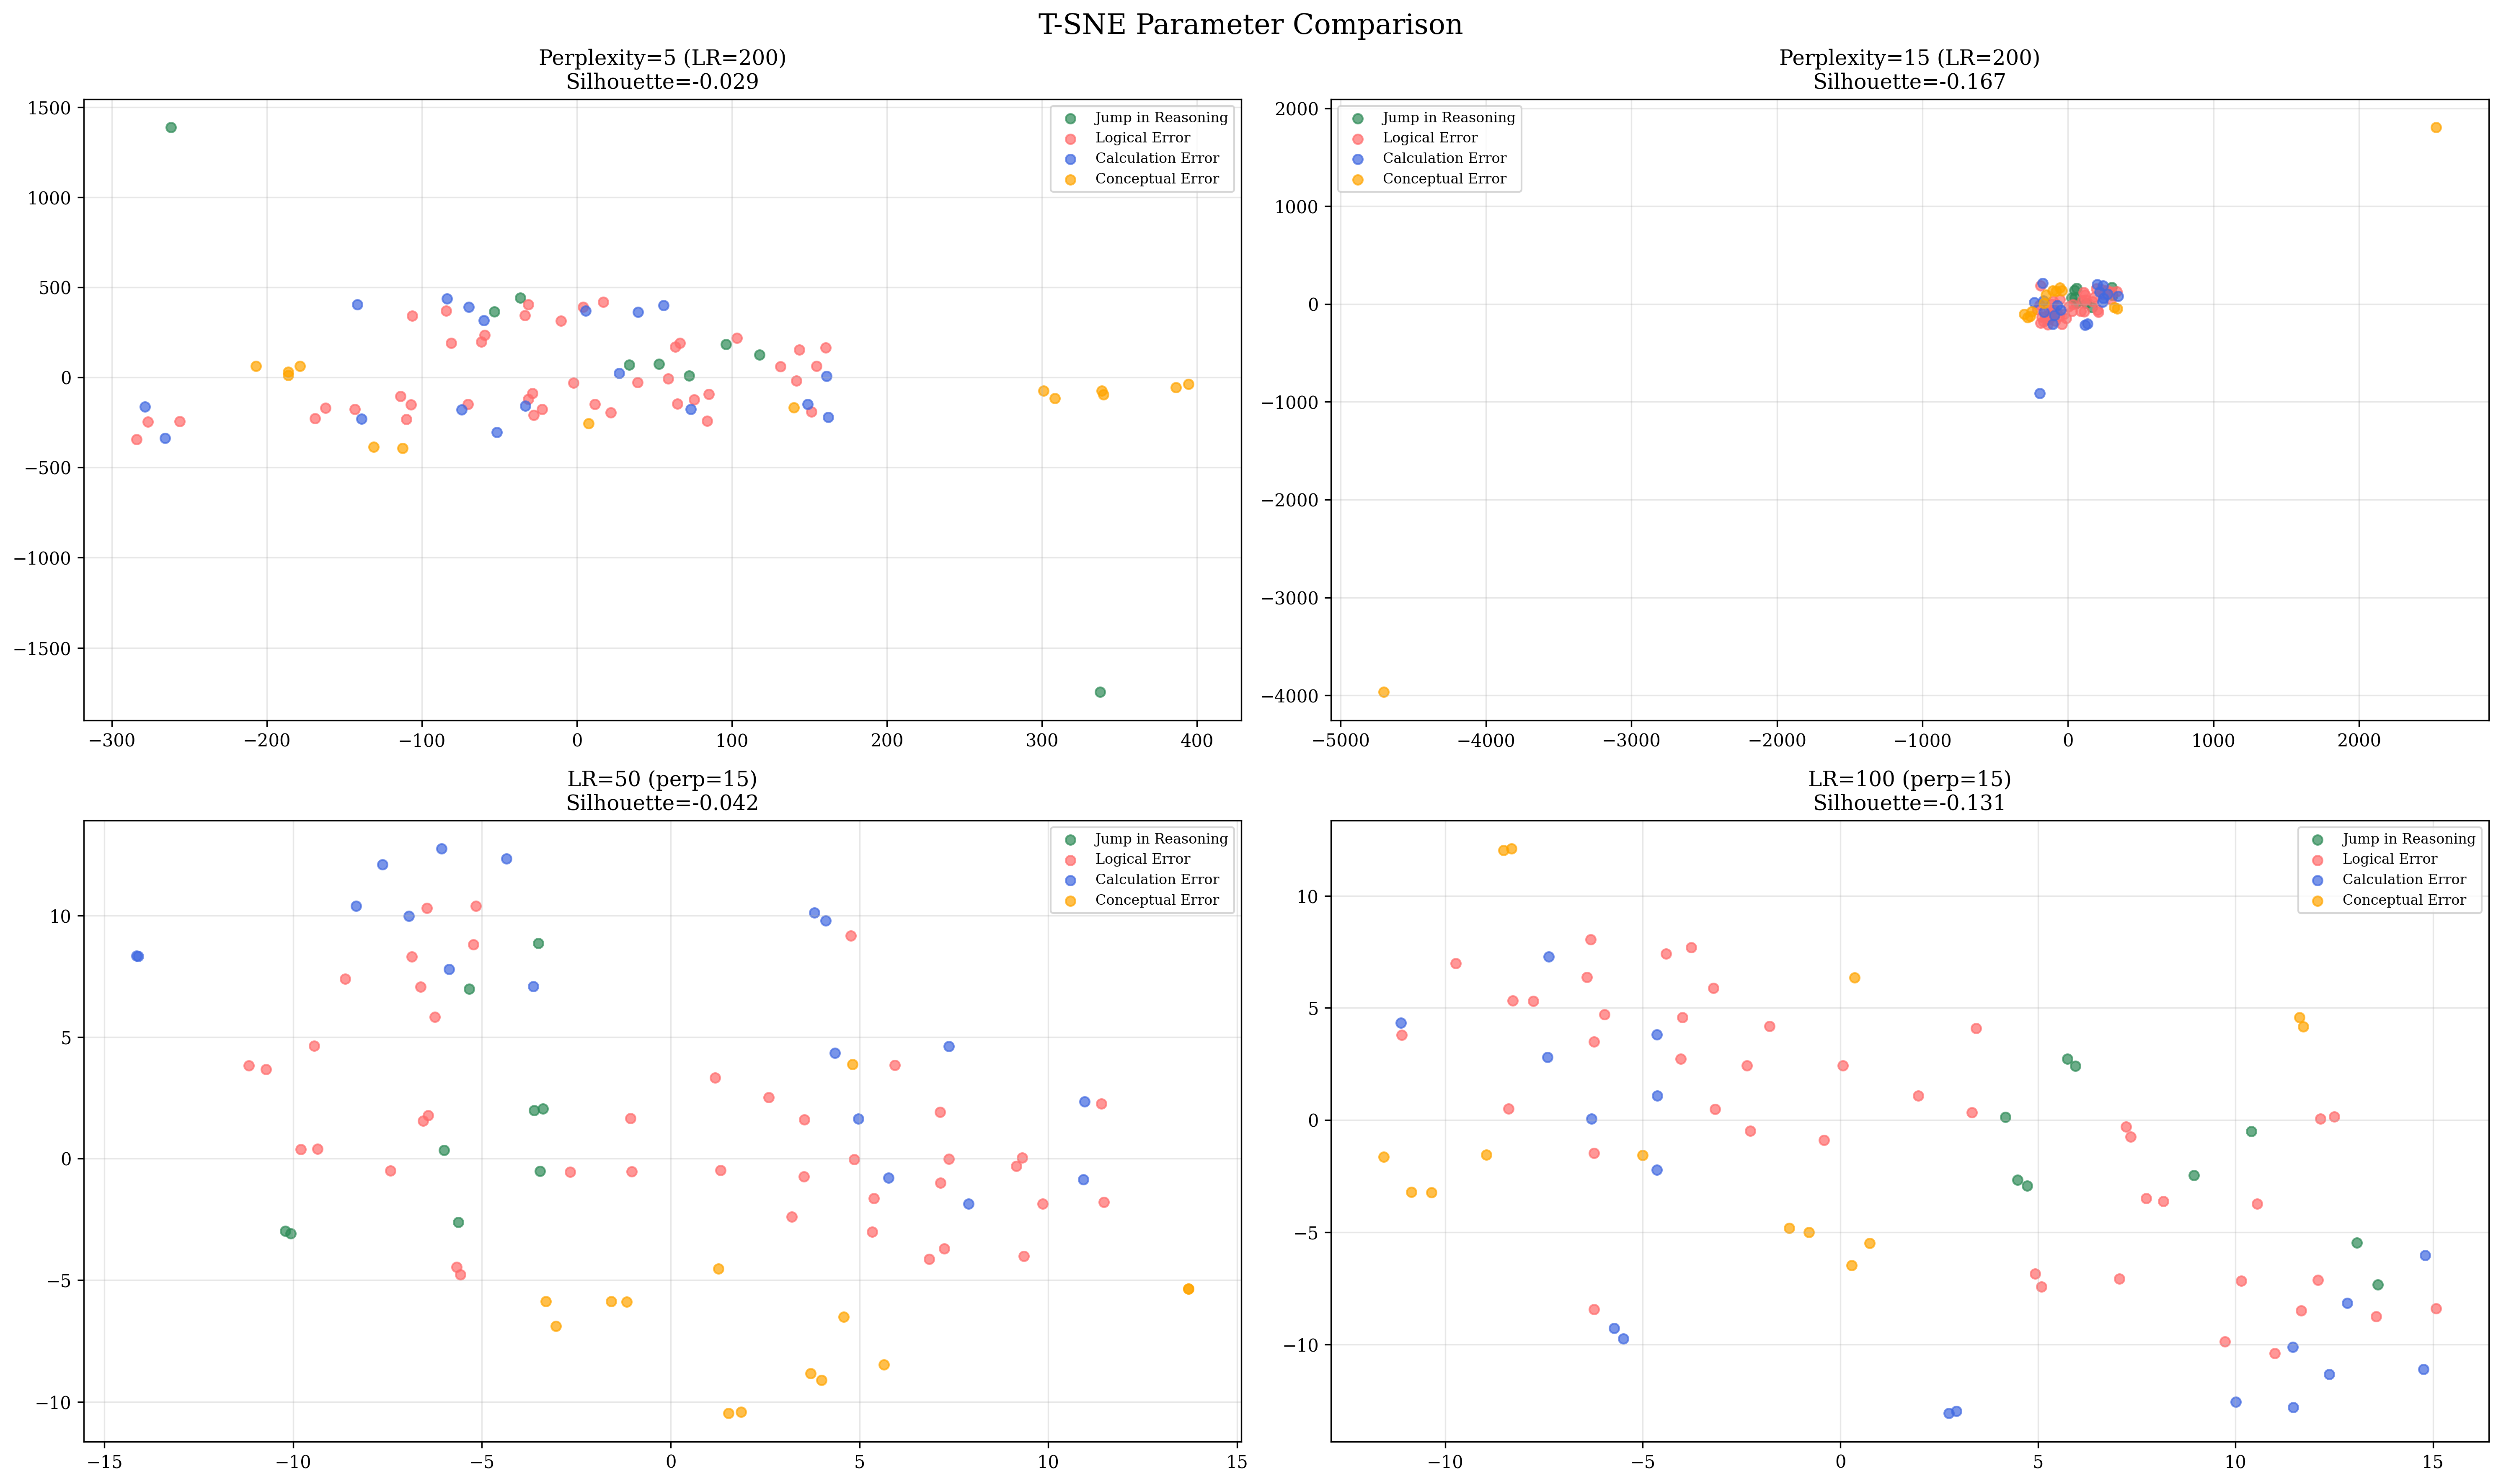 T-SNE Parameter Comparison
Perplexity=5 (LR=200)
Silhouette=-0.029
1500
1000
500
0
−500
−1000
−1500
−300
−200
−100
0
100
200
300
400
Jump in Reasoning
Logical Error
Calculation Error
Conceptual Error
Perplexity=15 (LR=200)
Silhouette=-0.167
2000
1000
0
−1000
−2000
−3000
−4000
−5000
−4000
−3000
−2000
−1000
0
1000
2000
Jump in Reasoning
Logical Error
Calculation Error
Conceptual Error
LR=50 (perp=15)
Silhouette=-0.042
10
5
0
−5
−10
−15
−10
−5
0
5
10
15
Jump in Reasoning
Logical Error
Calculation Error
Conceptual Error
LR=100 (perp=15)
Silhouette=-0.131
10
5
0
−5
−10
−10
−5
0
5
10
15
Jump in Reasoning
Logical Error
Calculation Error
Conceptual Error